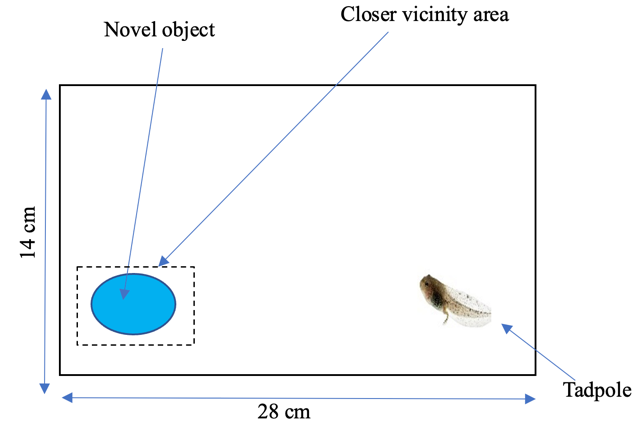 Closer vicinity area
Novel object
14 cm
Tadpole
28 cm